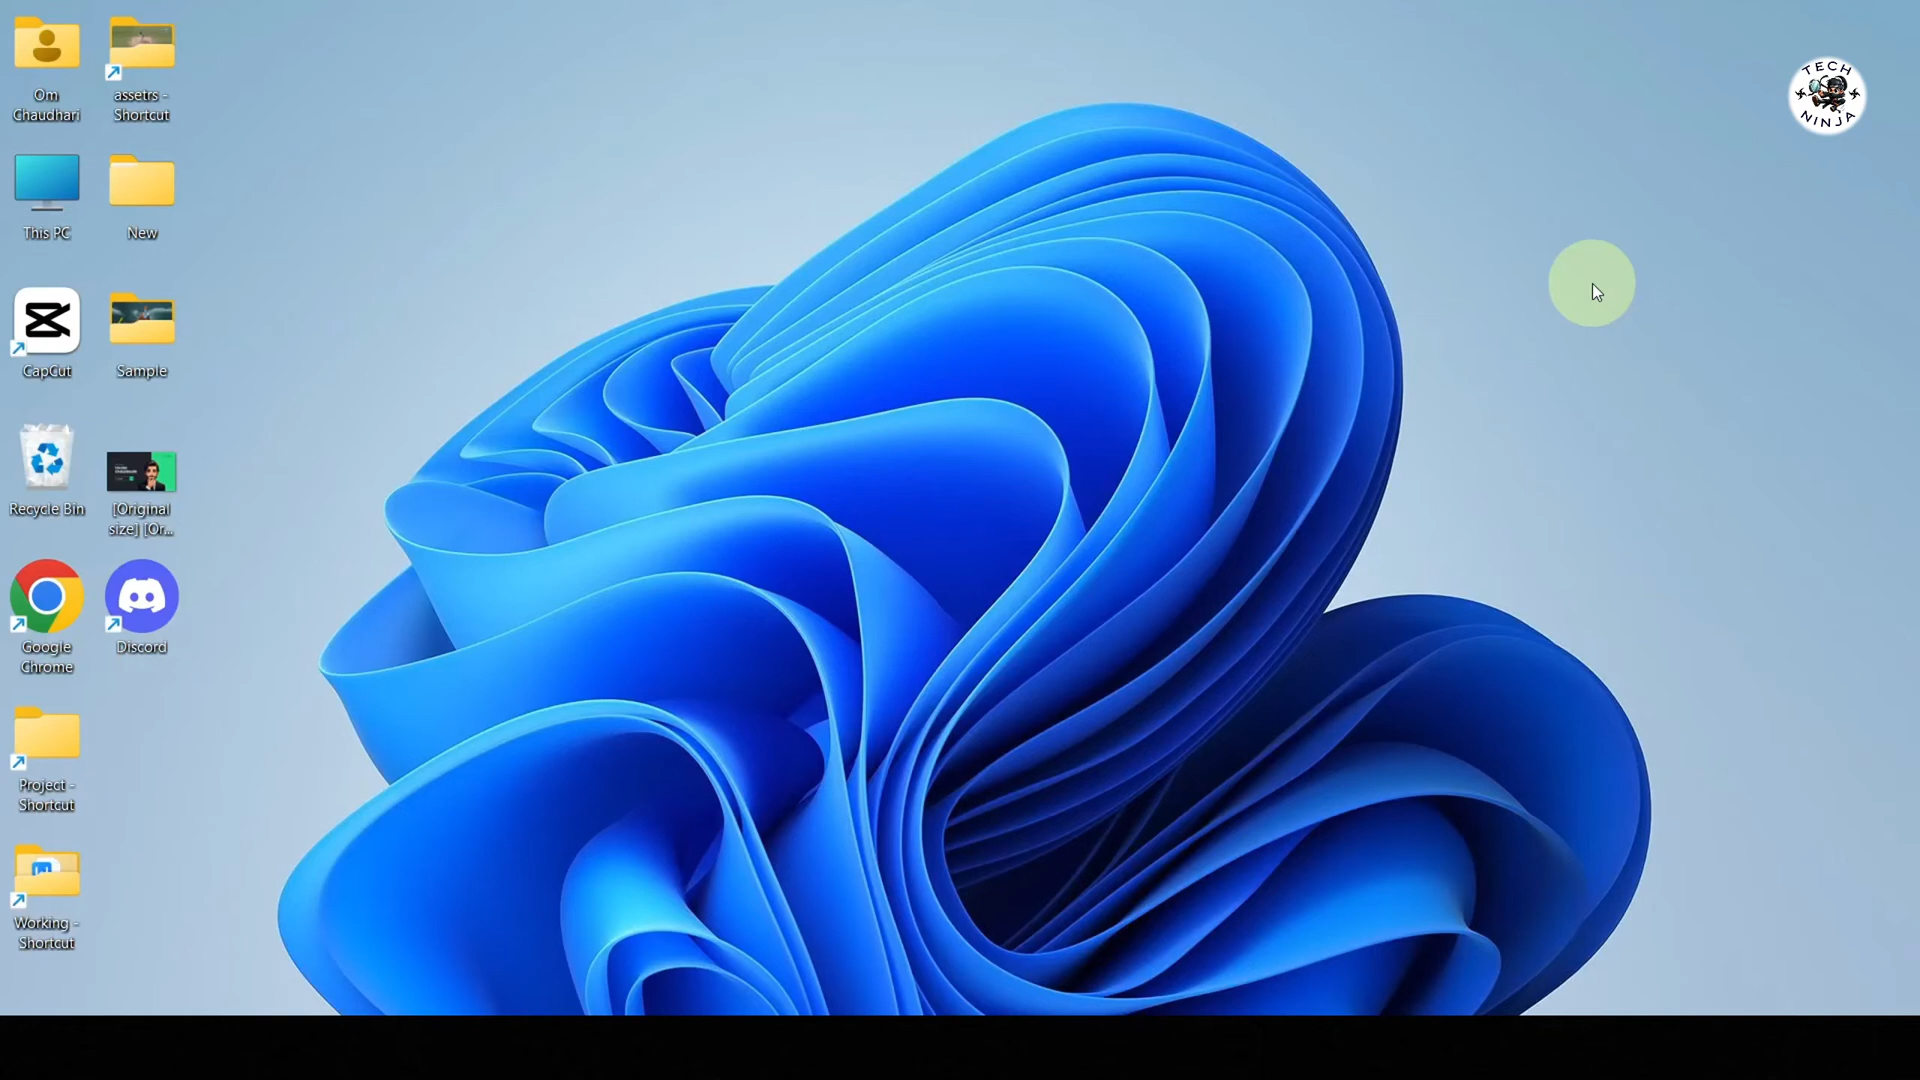 Om
Chaudhari
assetrs -
Shortcut
This PC
New
CapCut
Sample
Recycle Bin
[Original
size] [Or...
Google
Chrome
Discord
Project -
Shortcut
Working -
Shortcut
TECH
NINJA